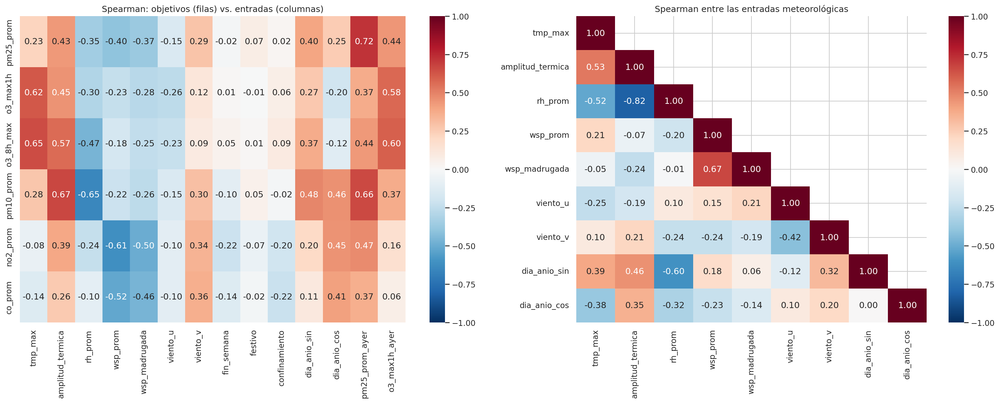 Spearman: objetivos (filas) vs. entradas (columnas)
pm25_prom 0.23 0.43 -0.35 -0.40 -0.37 -0.15 0.29 -0.02 0.07 0.02 0.40 0.25 0.72 0.44
o3_max1h 0.62 0.45 -0.30 -0.23 -0.28 -0.26 0.12 0.01 -0.01 0.06 0.27 -0.20 0.37 0.58
o3_8h_max 0.65 0.57 -0.47 -0.18 -0.25 -0.23 0.09 0.05 0.01 0.09 0.37 -0.12 0.44 0.60
pm10_prom 0.28 0.67 -0.65 -0.22 -0.26 -0.15 0.30 -0.10 0.05 -0.02 0.48 0.46 0.66 0.37
no2_prom -0.08 0.39 -0.24 -0.61 -0.50 -0.10 0.34 -0.22 -0.07 -0.20 0.20 0.45 0.47 0.16
co_prom -0.14 0.26 -0.10 -0.52 -0.46 -0.10 0.36 -0.14 -0.02 -0.22 0.11 0.41 0.37 0.06
tmp_max
amplitud_termica
rh_prom
wsp_prom
wsp_madrugada
viento_u
viento_v
fin_semana
festivo
confinamiento
dia_anio_sin
dia_anio_cos
pm25_prom_ayer
o3_max1h_ayer
1.00
0.75
0.50
0.25
0.00
−0.25
−0.50
−0.75
−1.00
Spearman entre las entradas meteorológicas
tmp_max 1.00
amplitud_termica 0.53 1.00
rh_prom -0.52 -0.82 1.00
wsp_prom 0.21 -0.07 -0.20 1.00
wsp_madrugada -0.05 -0.24 -0.01 0.67 1.00
viento_u -0.25 -0.19 0.10 0.15 0.21 1.00
viento_v 0.10 0.21 -0.24 -0.24 -0.19 -0.42 1.00
dia_anio_sin 0.39 0.46 -0.60 0.18 0.06 -0.12 0.32 1.00
dia_anio_cos -0.38 0.35 -0.32 -0.23 -0.14 0.10 0.20 0.00 1.00
tmp_max
amplitud_termica
rh_prom
wsp_prom
wsp_madrugada
viento_u
viento_v
dia_anio_sin
dia_anio_cos
1.00
0.75
0.50
0.25
0.00
−0.25
−0.50
−0.75
−1.00